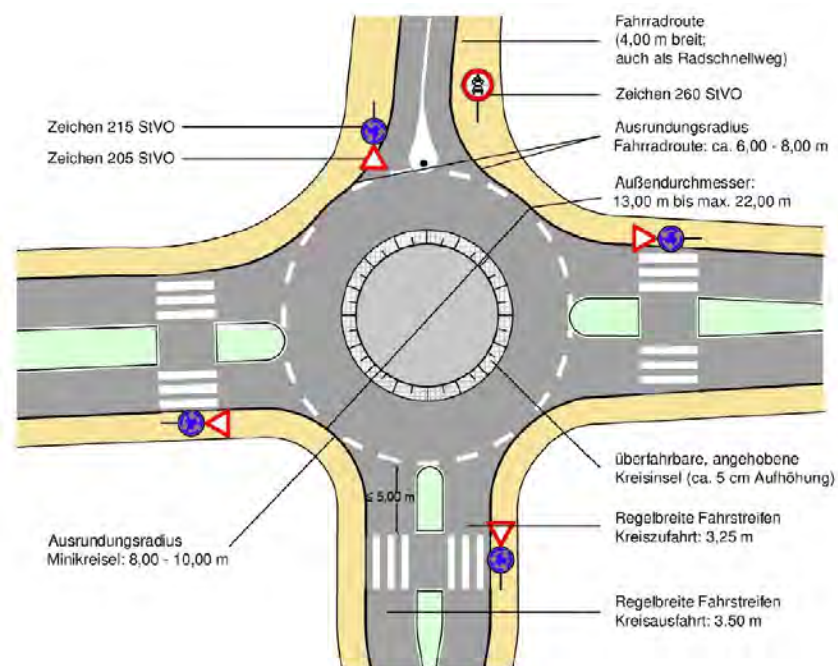 Fahrradroute
(4,00 m breit;
auch als Radschnellweg)
Zeichen 260 StVO
Zeichen 215 StVO
Zeichen 205 StVO
Ausrundungsradius
Fahrradroute: ca. 6,00 - 8,00 m
Außendurchmesser:
13,00 m bis max. 22,00 m
überfahrbare, angehobene
Kreisinsel (ca. 5 cm Aufhöhung)
≤ 5,00 m
Regelbreite Fahrstreifen
Kreiszufahrt: 3,25 m
Ausrundungsradius
Minikreisel: 8,00 - 10,00 m
Regelbreite Fahrstreifen
Kreisausfahrt: 3.50 m